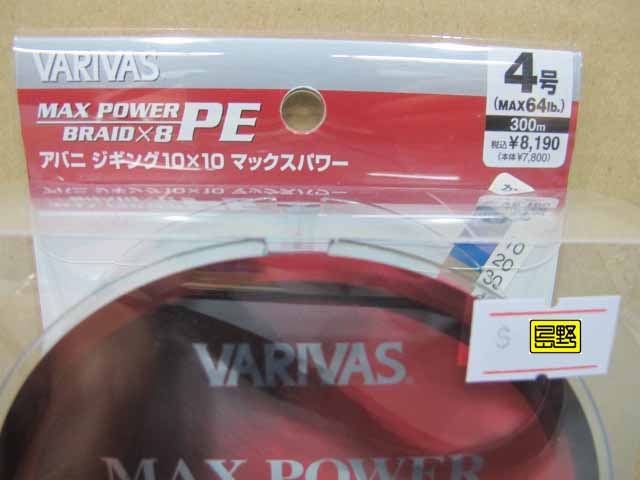 VARIVAS
MAX POWER PE
BRAID×8
アバニ ジギング10×10 マックスパワー
4号
(MAX64lb.)
300m
税込¥8,190
(本体¥7,800)
10
20
30
S
VARIVAS®
MAX POWER